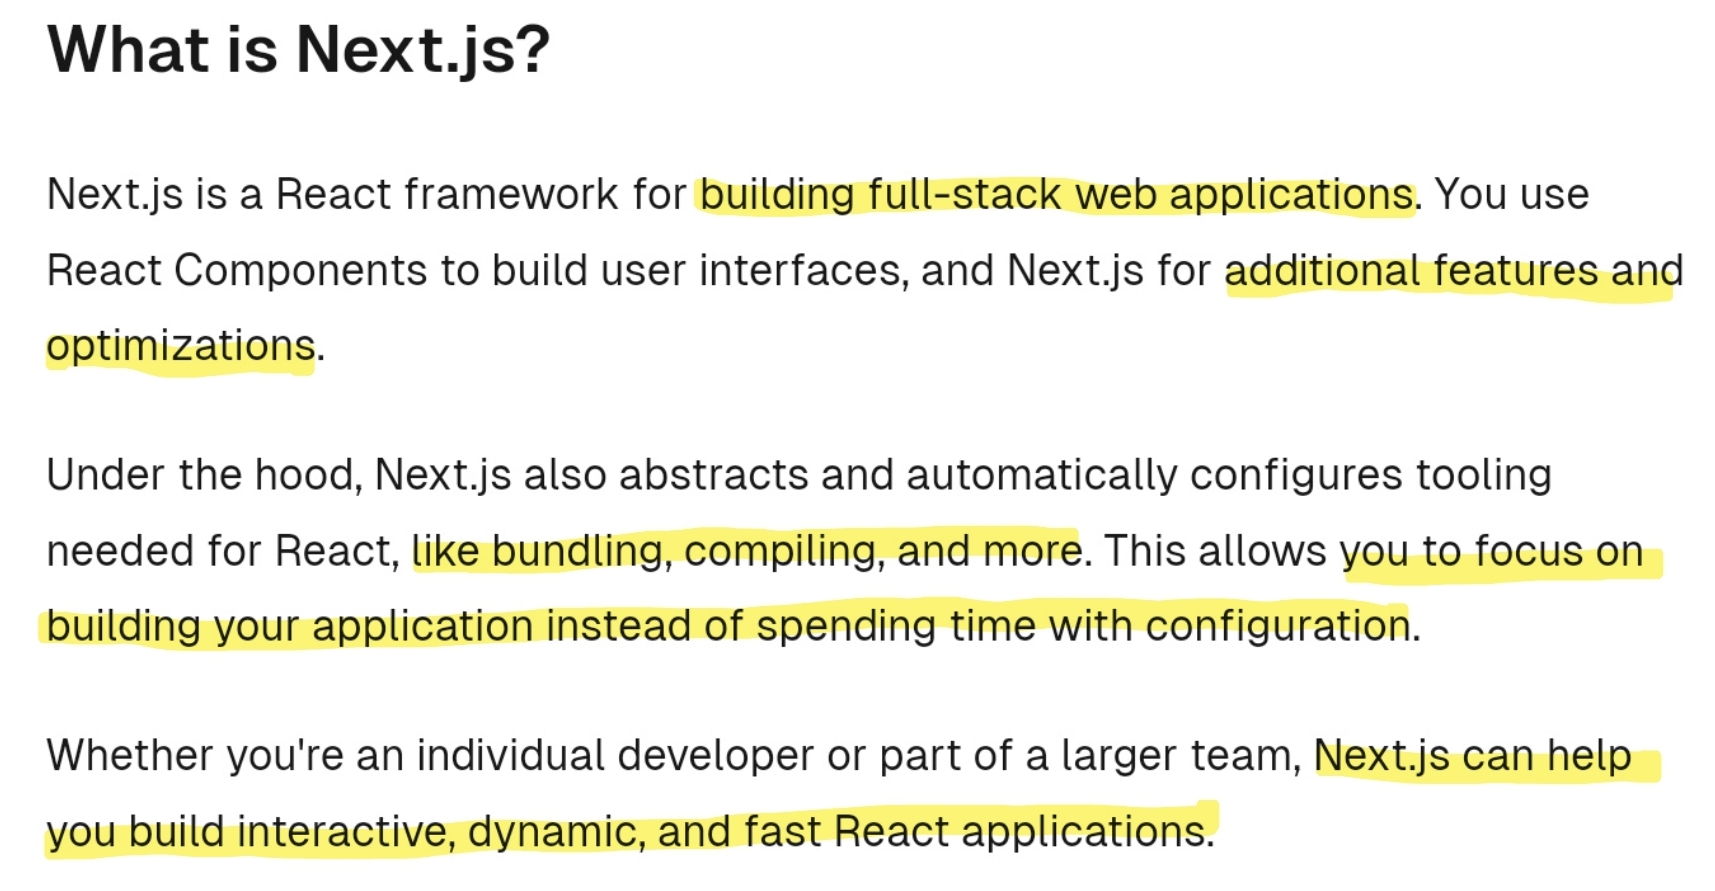 What is Next.js?
Next.js is a React framework for building full-stack web applications. You use
React Components to build user interfaces, and Next.js for additional features and
optimizations.
Under the hood, Next.js also abstracts and automatically configures tooling
needed for React, like bundling, compiling, and more. This allows you to focus on
building your application instead of spending time with configuration.
Whether you're an individual developer or part of a larger team, Next.js can help
you build interactive, dynamic, and fast React applications.